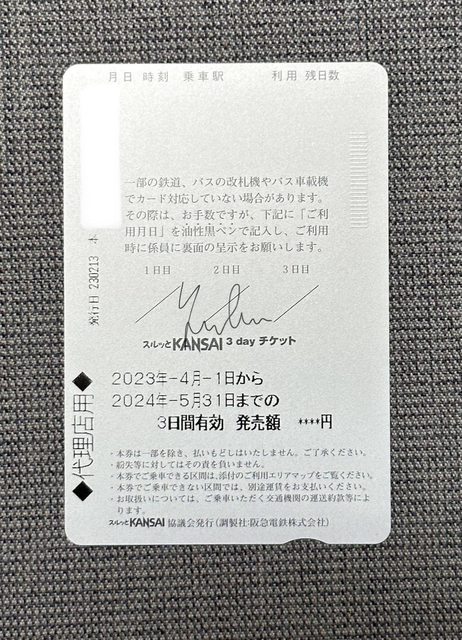 月日 時刻 乗車駅 利用 残日数
一部の鉄道、バスの改札機やバス車載機
でカード対応していない場合があります。
その際は、お手数ですが、下記に「ご利
用月日」を油性黒ペンで記入し、ご利用
時に係員に裏面の呈示をお願いします。
1日目 2日目 3日目
スルッとKANSAI 3 day チケット
発行日 230213
◆代理店用◆
2023年-4月-1日から
2024年-5月31日までの
3日間有効 発売額 ****円
・本券は一部を除き、払いもどしはいたしません。ご了承ください。
・紛失等に対してはその責を負いません。
・本券でご乗車できる区間は、添付のご利用エリアマップをご覧ください。
・本券でご乗車できない区間では、別途運賃をお支払いください。
・お取扱いについては、ご乗車いただく交通機関の運送約款等によ
ります。
スルッとKANSAI 協議会発行(調製社:阪急電鉄株式会社)